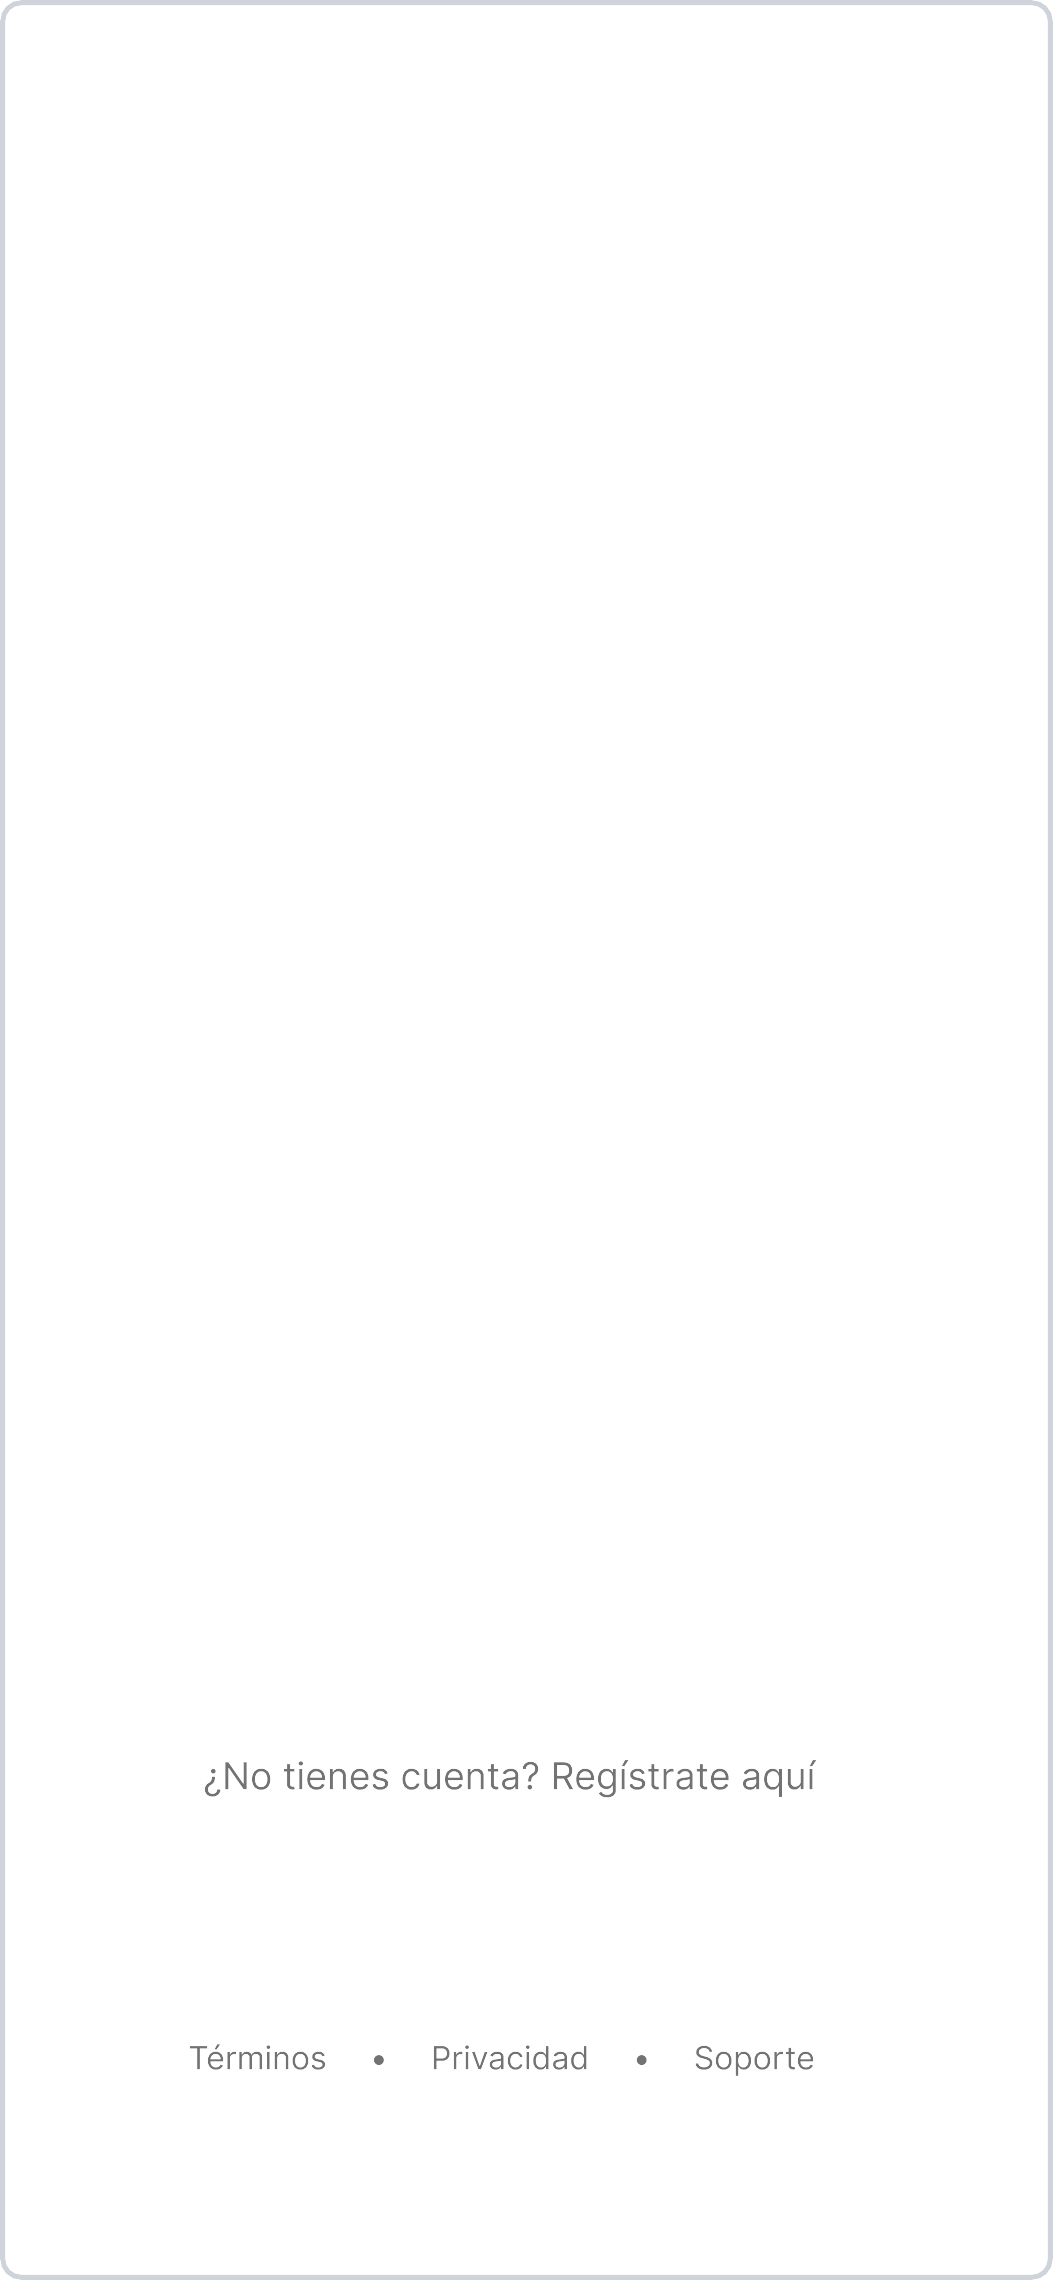 ¿No tienes cuenta? Regístrate aquí
Términos • Privacidad • Soporte